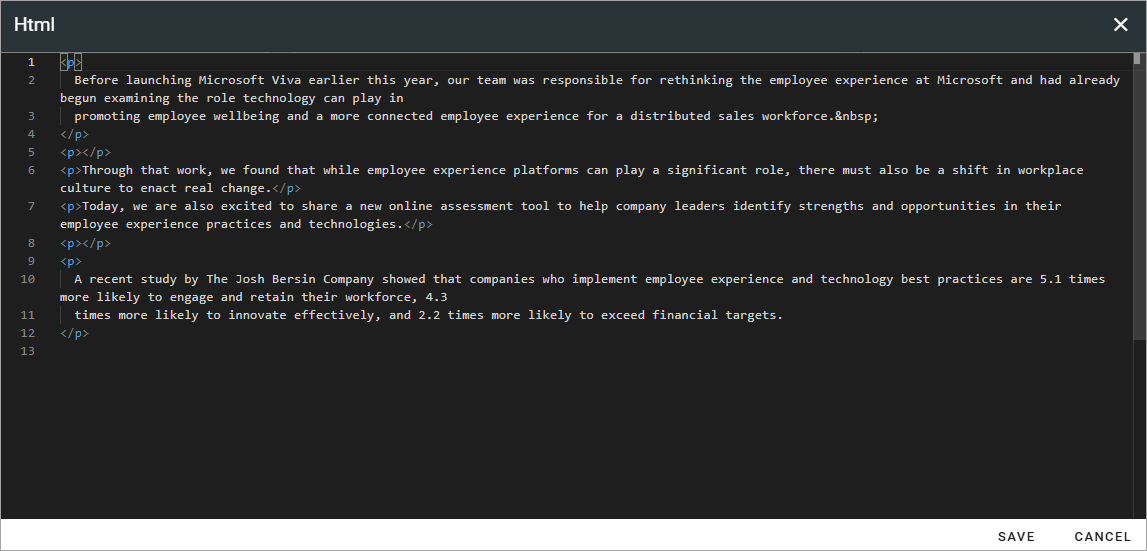 Html
1 <p>
2 Before launching Microsoft Viva earlier this year, our team was responsible for rethinking the employee experience at Microsoft and had already
begun examining the role technology can play in
3 promoting employee wellbeing and a more connected employee experience for a distributed sales workforce.&nbsp;
4 </p>
5 <p></p>
6 <p>Through that work, we found that while employee experience platforms can play a significant role, there must also be a shift in workplace
culture to enact real change.</p>
7 <p>Today, we are also excited to share a new online assessment tool to help company leaders identify strengths and opportunities in their
employee experience practices and technologies.</p>
8 <p></p>
9 <p>
10 A recent study by The Josh Bersin Company showed that companies who implement employee experience and technology best practices are 5.1 times
more likely to engage and retain their workforce, 4.3
11 times more likely to innovate effectively, and 2.2 times more likely to exceed financial targets.
12 </p>
13
SAVE CANCEL